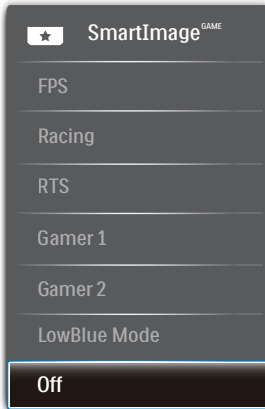 SmartImage GAME
FPS
Racing
RTS
Gamer 1
Gamer 2
LowBlue Mode
Off